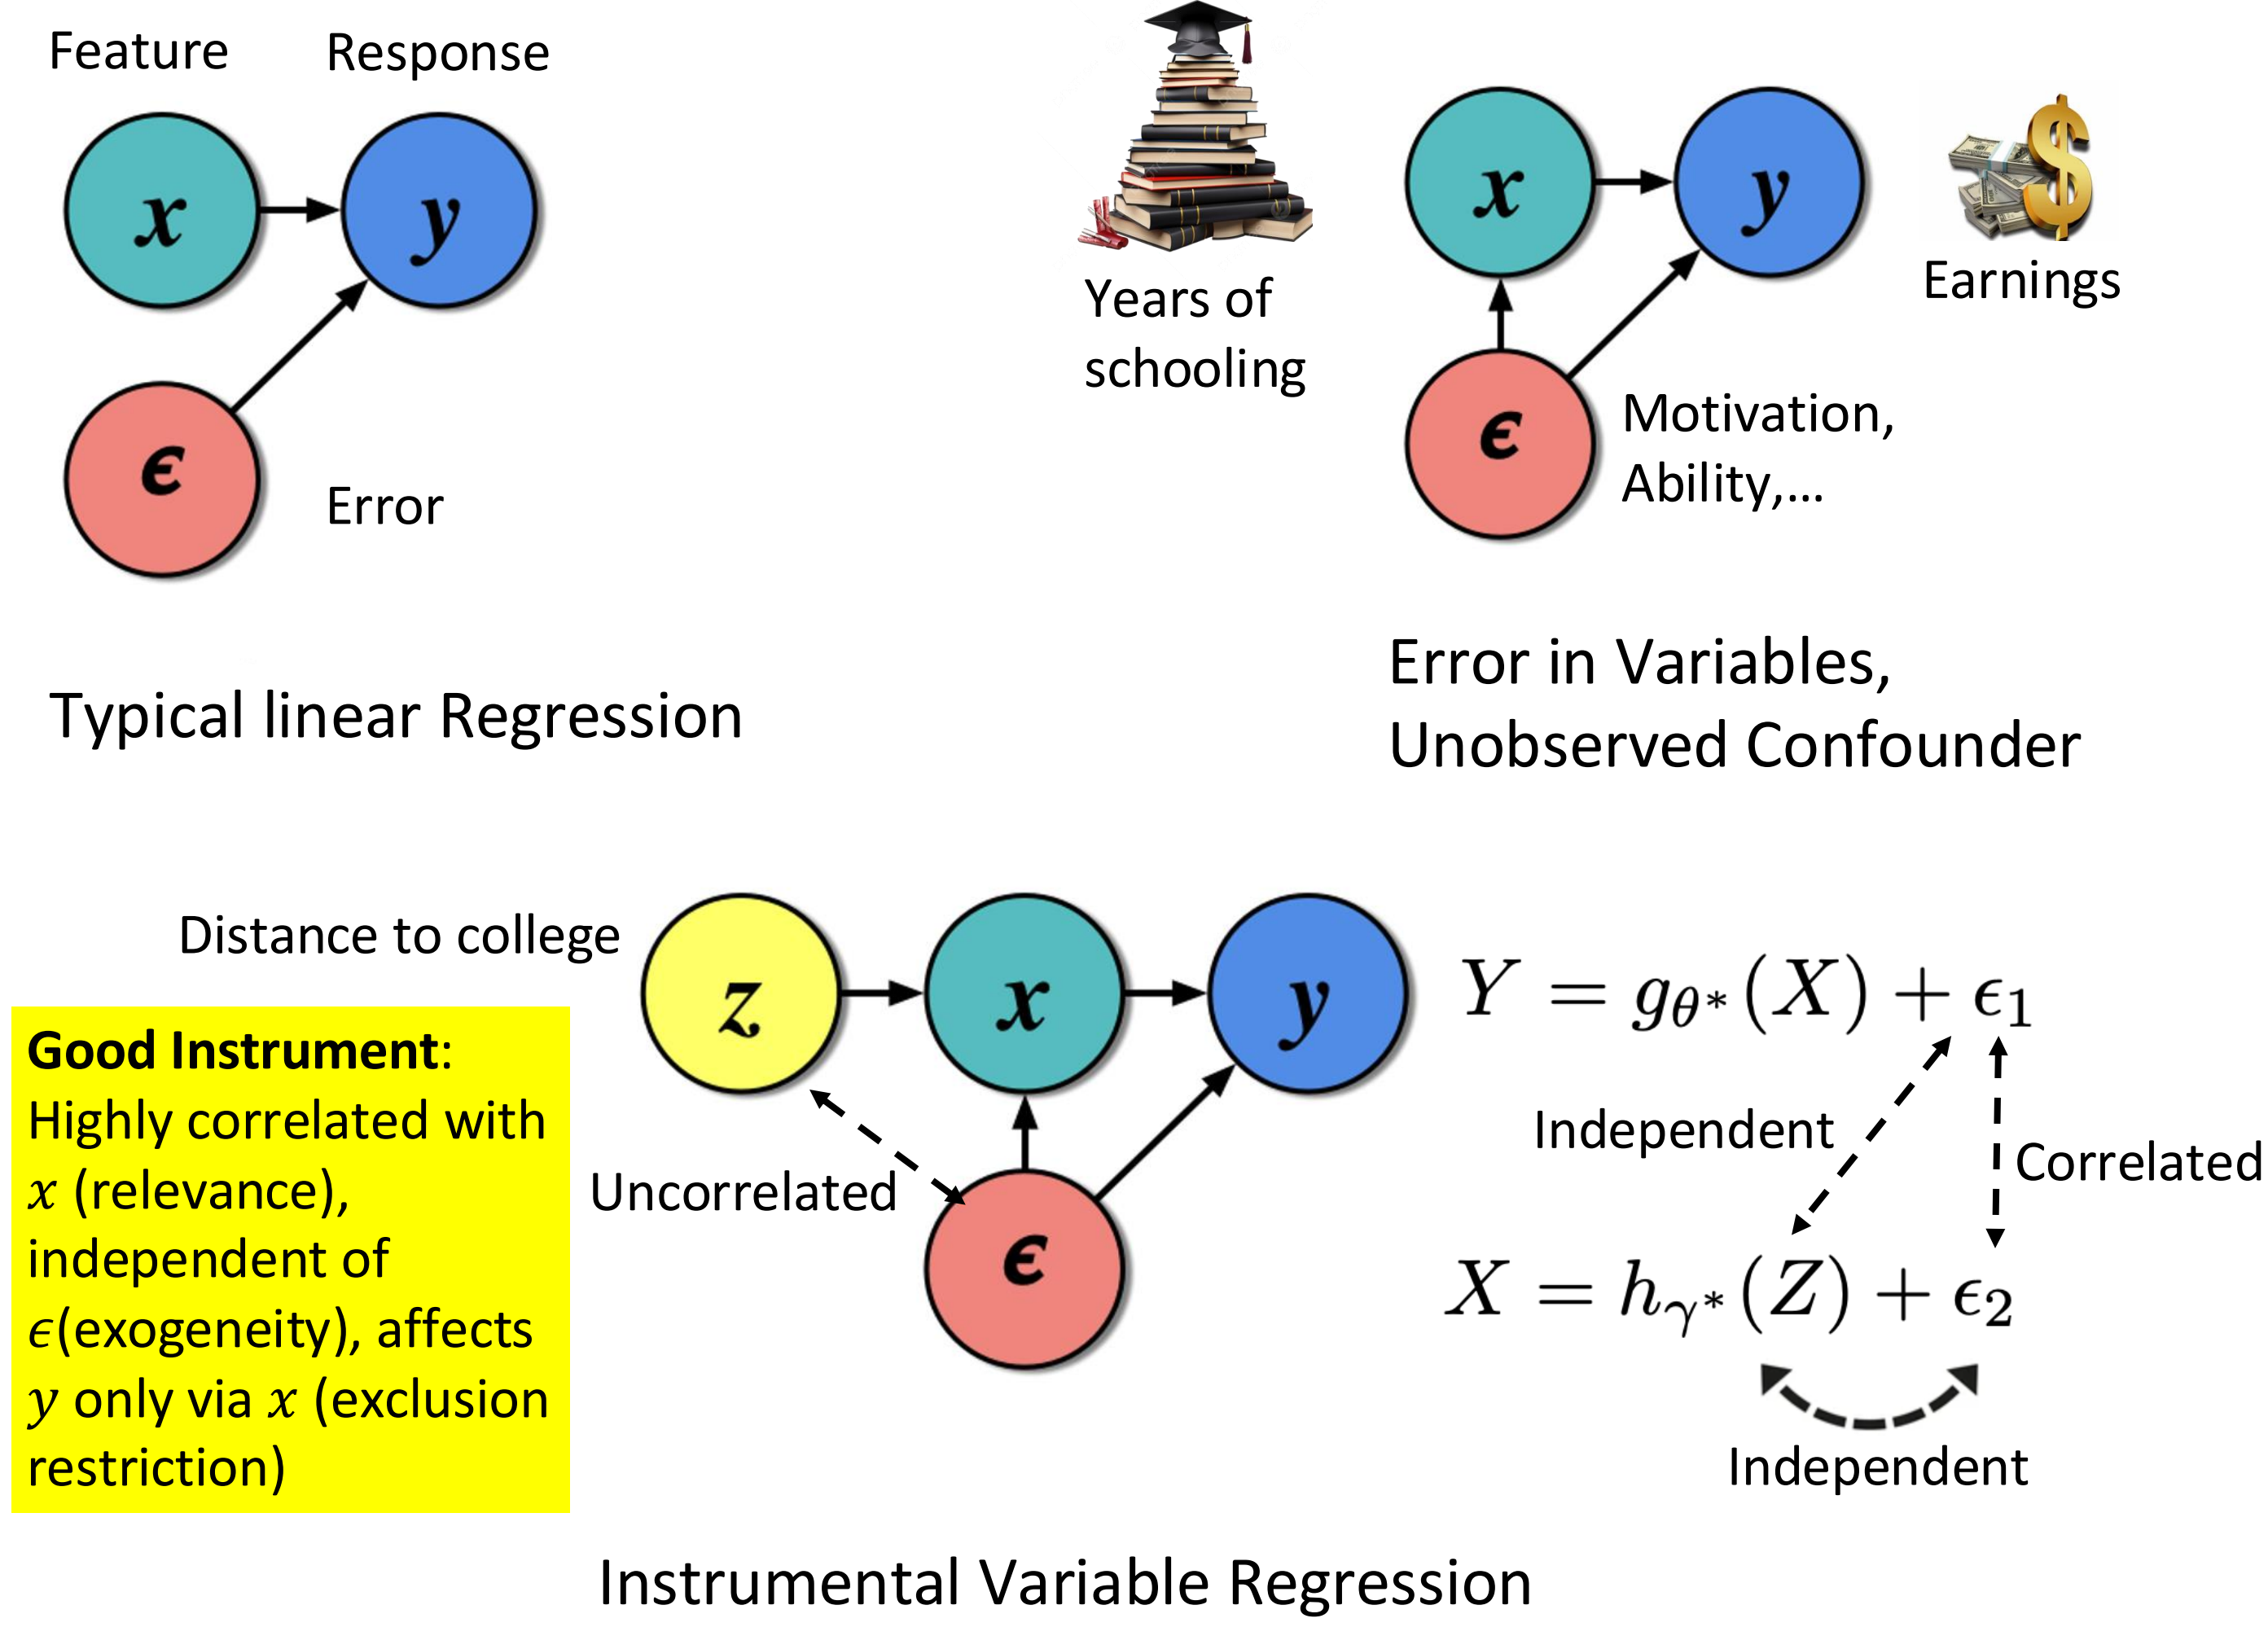 Feature
Response
x
y
ϵ
Error
Typical linear Regression
Years of
schooling
x
y
Earnings
ϵ
Motivation,
Ability,...
Error in Variables,
Unobserved Confounder
Distance to college
z
x
y
ϵ
Uncorrelated
Good Instrument:
Highly correlated with
x (relevance),
independent of
ϵ(exogeneity), affects
y only via x (exclusion
restriction)
Y = g_{θ*}(X) + ϵ₁
Independent
Correlated
X = h_{γ*}(Z) + ϵ₂
Independent
Instrumental Variable Regression